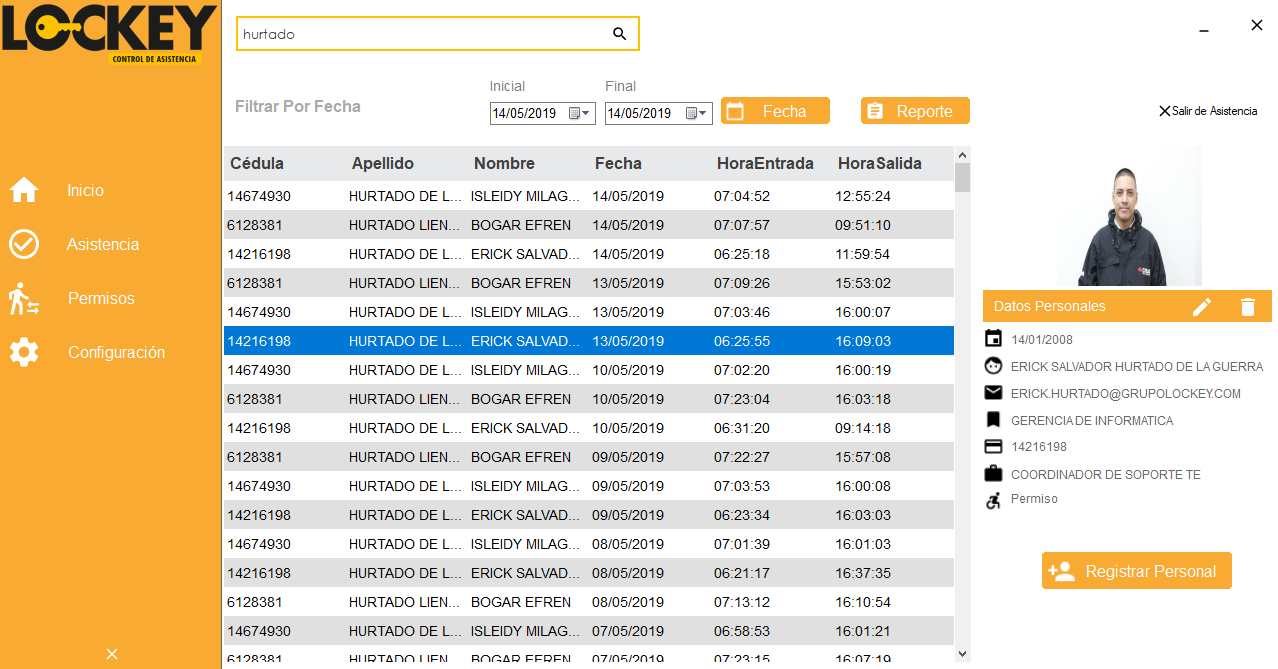 LOCKEY
CONTROL DE ASISTENCIA
hurtado
Inicial
Final
Filtrar Por Fecha
14/05/2019
14/05/2019
Fecha
Reporte
Salir de Asistencia
Inicio
Asistencia
Permisos
Configuración
Cédula Apellido Nombre Fecha HoraEntrada HoraSalida
14674930 HURTADO DE L... ISLEIDY MILAG... 14/05/2019 07:04:52 12:55:24
6128381 HURTADO LIEN... BOGAR EFREN 14/05/2019 07:07:57 09:51:10
14216198 HURTADO DE L... ERICK SALVAD... 14/05/2019 06:25:18 11:59:54
6128381 HURTADO LIEN... BOGAR EFREN 13/05/2019 07:09:26 15:53:02
14674930 HURTADO DE L... ISLEIDY MILAG... 13/05/2019 07:03:46 16:00:07
14216198 HURTADO DE L... ERICK SALVAD... 13/05/2019 06:25:55 16:09:03
14674930 HURTADO DE L... ISLEIDY MILAG... 10/05/2019 07:02:20 16:00:19
6128381 HURTADO LIEN... BOGAR EFREN 10/05/2019 07:23:04 16:03:18
14216198 HURTADO DE L... ERICK SALVAD... 10/05/2019 06:31:20 09:14:18
6128381 HURTADO LIEN... BOGAR EFREN 09/05/2019 07:22:27 15:57:08
14674930 HURTADO DE L... ISLEIDY MILAG... 09/05/2019 07:03:53 16:00:08
14216198 HURTADO DE L... ERICK SALVAD... 09/05/2019 06:23:34 16:03:03
14674930 HURTADO DE L... ISLEIDY MILAG... 08/05/2019 07:01:39 16:01:03
14216198 HURTADO DE L... ERICK SALVAD... 08/05/2019 06:21:17 16:37:35
6128381 HURTADO LIEN... BOGAR EFREN 08/05/2019 07:13:12 16:10:54
14674930 HURTADO DE L... ISLEIDY MILAG... 07/05/2019 06:58:53 16:01:21
6128381 HURTADO LIEN... BOGAR EFREN 07/05/2019 07:23:15 16:07:19
Datos Personales
14/01/2008
ERICK SALVADOR HURTADO DE LA GUERRA
ERICK.HURTADO@GRUPOLOCKEY.COM
GERENCIA DE INFORMATICA
14216198
COORDINADOR DE SOPORTE TE
Permiso
Registrar Personal